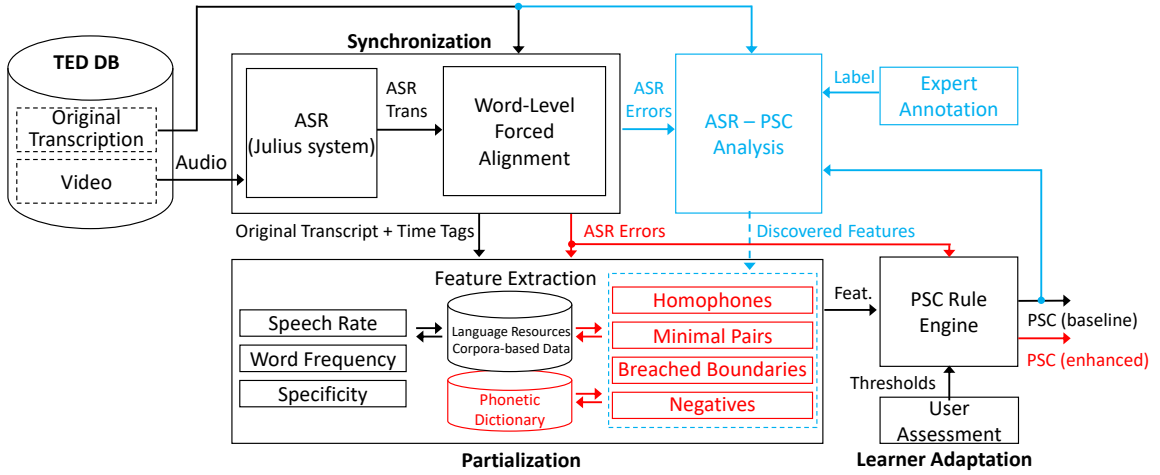 Synchronization
TED DB
Original
Transcription
Video
Audio
ASR
(Julius system)
ASR
Trans
Word-Level
Forced
Alignment
ASR
Errors
ASR – PSC
Analysis
Label
Expert
Annotation
Original Transcript + Time Tags
ASR Errors
Discovered Features
Feature Extraction
Speech Rate
Word Frequency
Specificity
Language Resources
Corpora-based Data
Phonetic
Dictionary
Homophones
Minimal Pairs
Breached Boundaries
Negatives
Feat.
PSC Rule
Engine
PSC (baseline)
PSC (enhanced)
Thresholds
User
Assessment
Partialization
Learner Adaptation